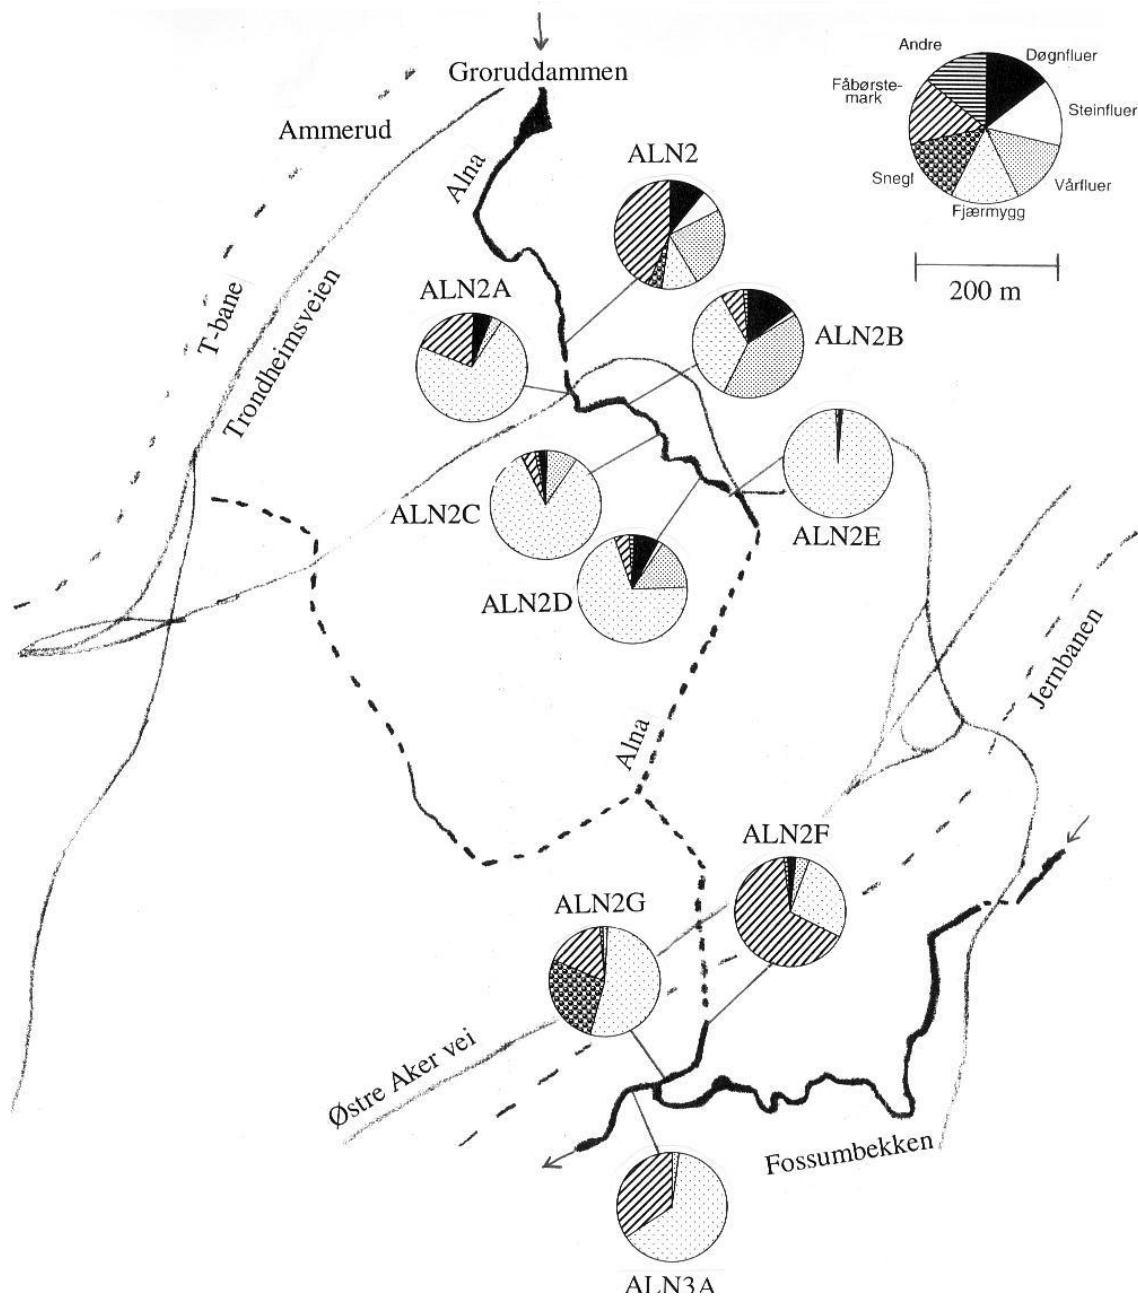 Groruddammen
Ammerud
Alna
T-bane
Trondheimsveien
ALN2
ALN2A
ALN2B
ALN2C
ALN2D
ALN2E
Andre
Døgnfluer
Fåbørste-
mark
Steinfluer
Snegl
Vårfluer
Fjærmygg
200 m
Alna
Jernbanen
ALN2F
ALN2G
Østre Aker vei
Fossumbekken
ALN3A